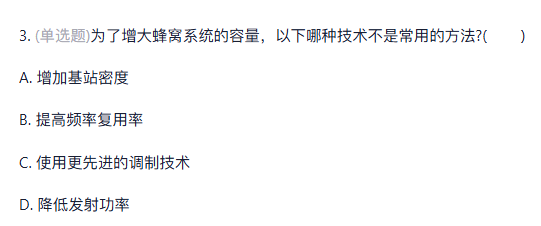 3. (单选题)为了增大蜂窝系统的容量，以下哪种技术不是常用的方法?(  )
A. 增加基站密度
B. 提高频率复用率
C. 使用更先进的调制技术
D. 降低发射功率